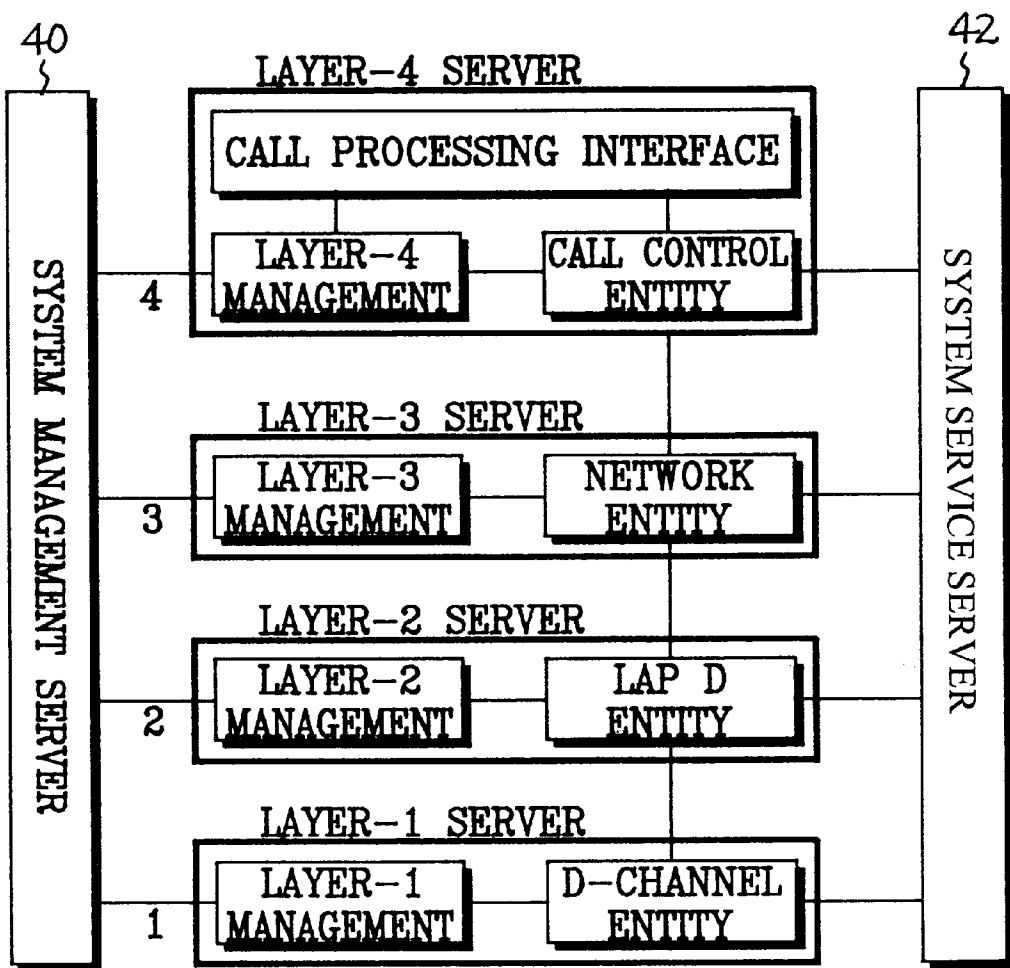 40
42
LAYER-4 SERVER
CALL PROCESSING INTERFACE
LAYER-4
MANAGEMENT
CALL CONTROL
ENTITY
4
LAYER-3 SERVER
LAYER-3
MANAGEMENT
NETWORK
ENTITY
3
LAYER-2 SERVER
LAYER-2
MANAGEMENT
LAP D
ENTITY
2
LAYER-1 SERVER
LAYER-1
MANAGEMENT
D-CHANNEL
ENTITY
1
SYSTEM MANAGEMENT SERVER
SYSTEM SERVICE SERVER